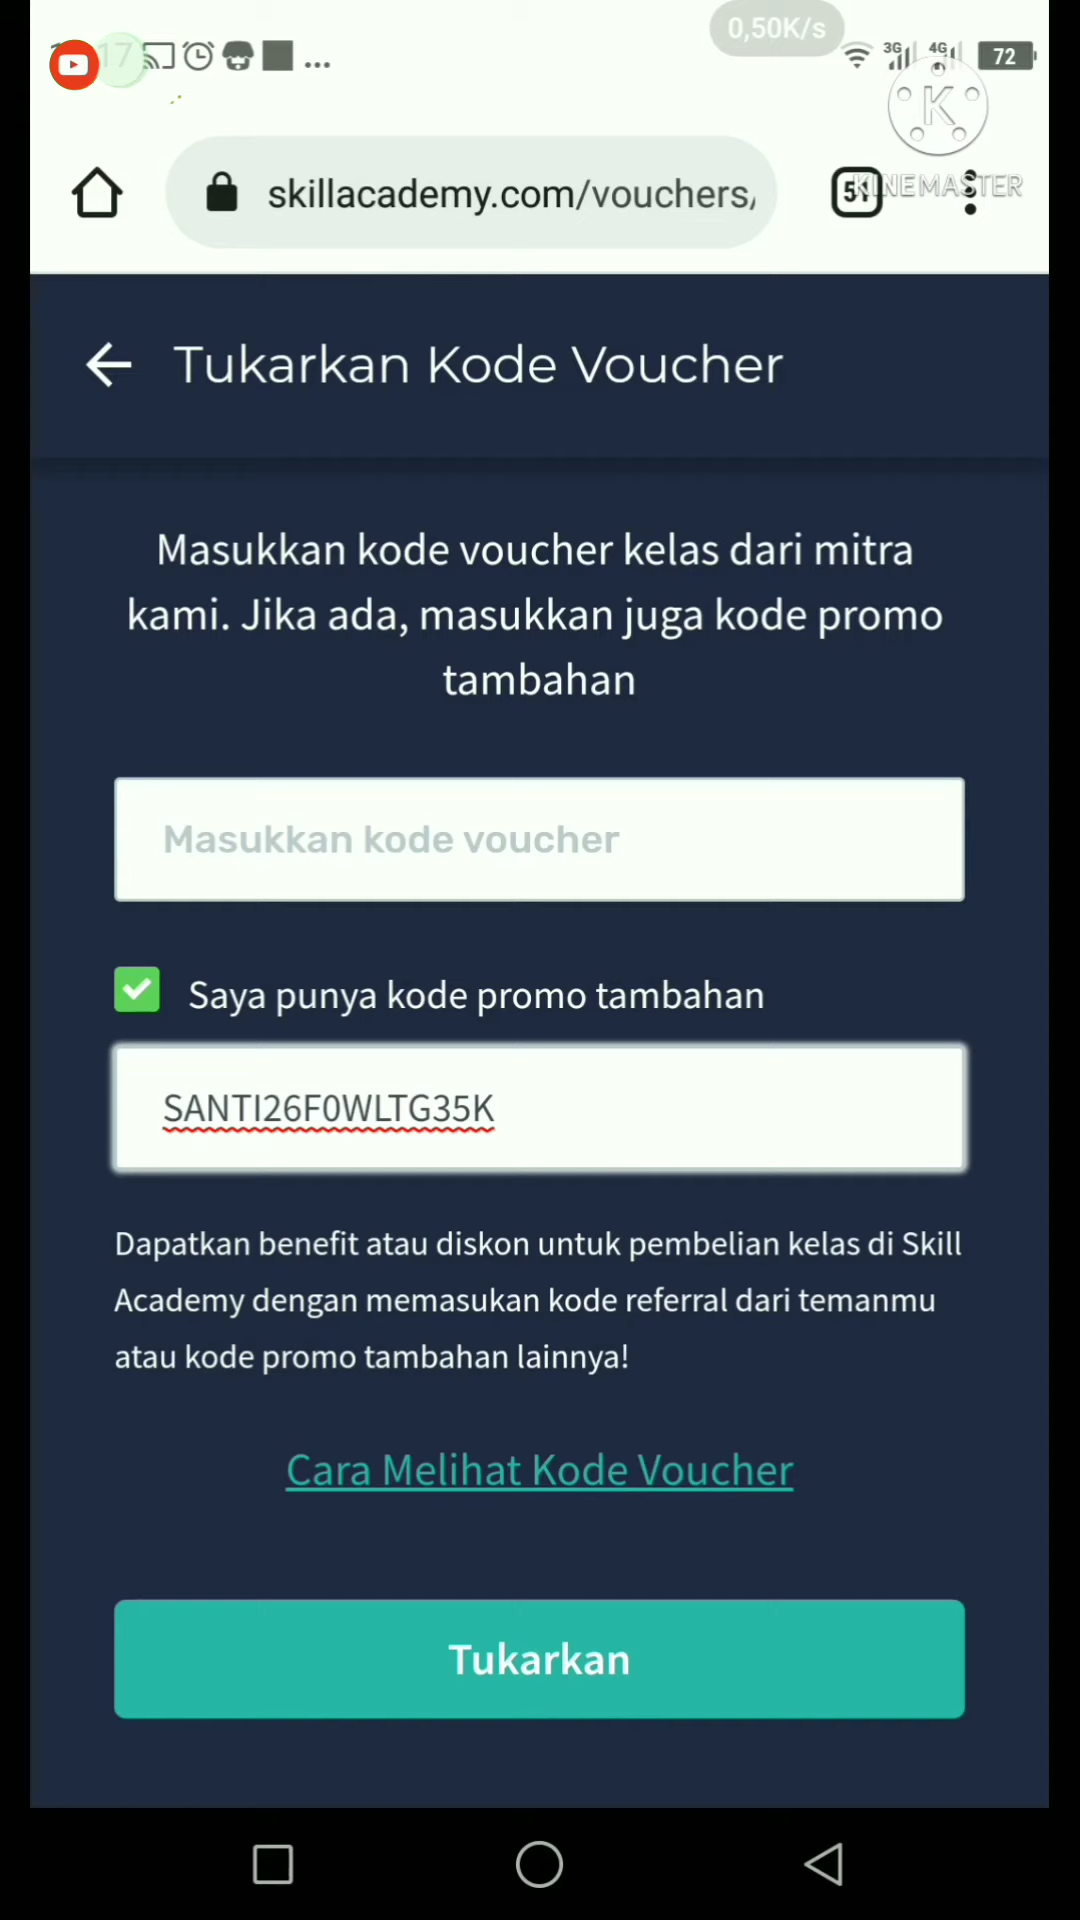 0,50K/s
3G
4G
72
K
KINEMASTER
skillacademy.com/vouchers/
Tukarkan Kode Voucher
Masukkan kode voucher kelas dari mitra
kami. Jika ada, masukkan juga kode promo
tambahan
Masukkan kode voucher
Saya punya kode promo tambahan
SANTI26F0WLTG35K
Dapatkan benefit atau diskon untuk pembelian kelas di Skill
Academy dengan memasukan kode referral dari temanmu
atau kode promo tambahan lainnya!
Cara Melihat Kode Voucher
Tukarkan